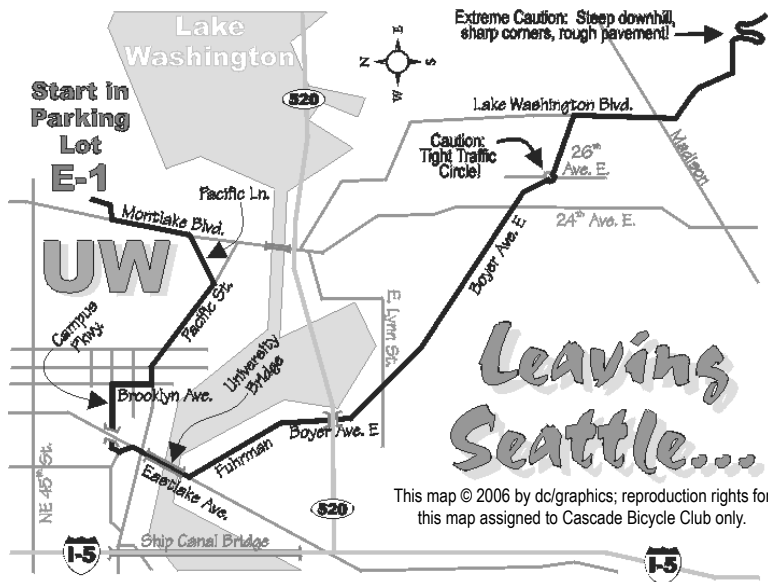 Lake
Washington
Extreme Caution: Steep downhill,
sharp corners, rough pavement!
E
N S
W
520
Start in
Parking
Lot
E-1
Lake Washington Blvd.
Caution:
Tight Traffic
Circle!
26th
Ave. E.
Madison
Pacific Ln.
Montlake Blvd.
24th Ave. E.
UW
Boyer Ave. E
Pacific St.
E. Lynn St.
Campus
Pkwy.
University
Bridge
Leaving
Seattle...
Brooklyn Ave.
Boyer Ave. E
Fuhrman
Eastlake Ave.
NE 45th St.
520
This map © 2006 by dc/graphics; reproduction rights for
this map assigned to Cascade Bicycle Club only.
Ship Canal Bridge
I-5
I-5